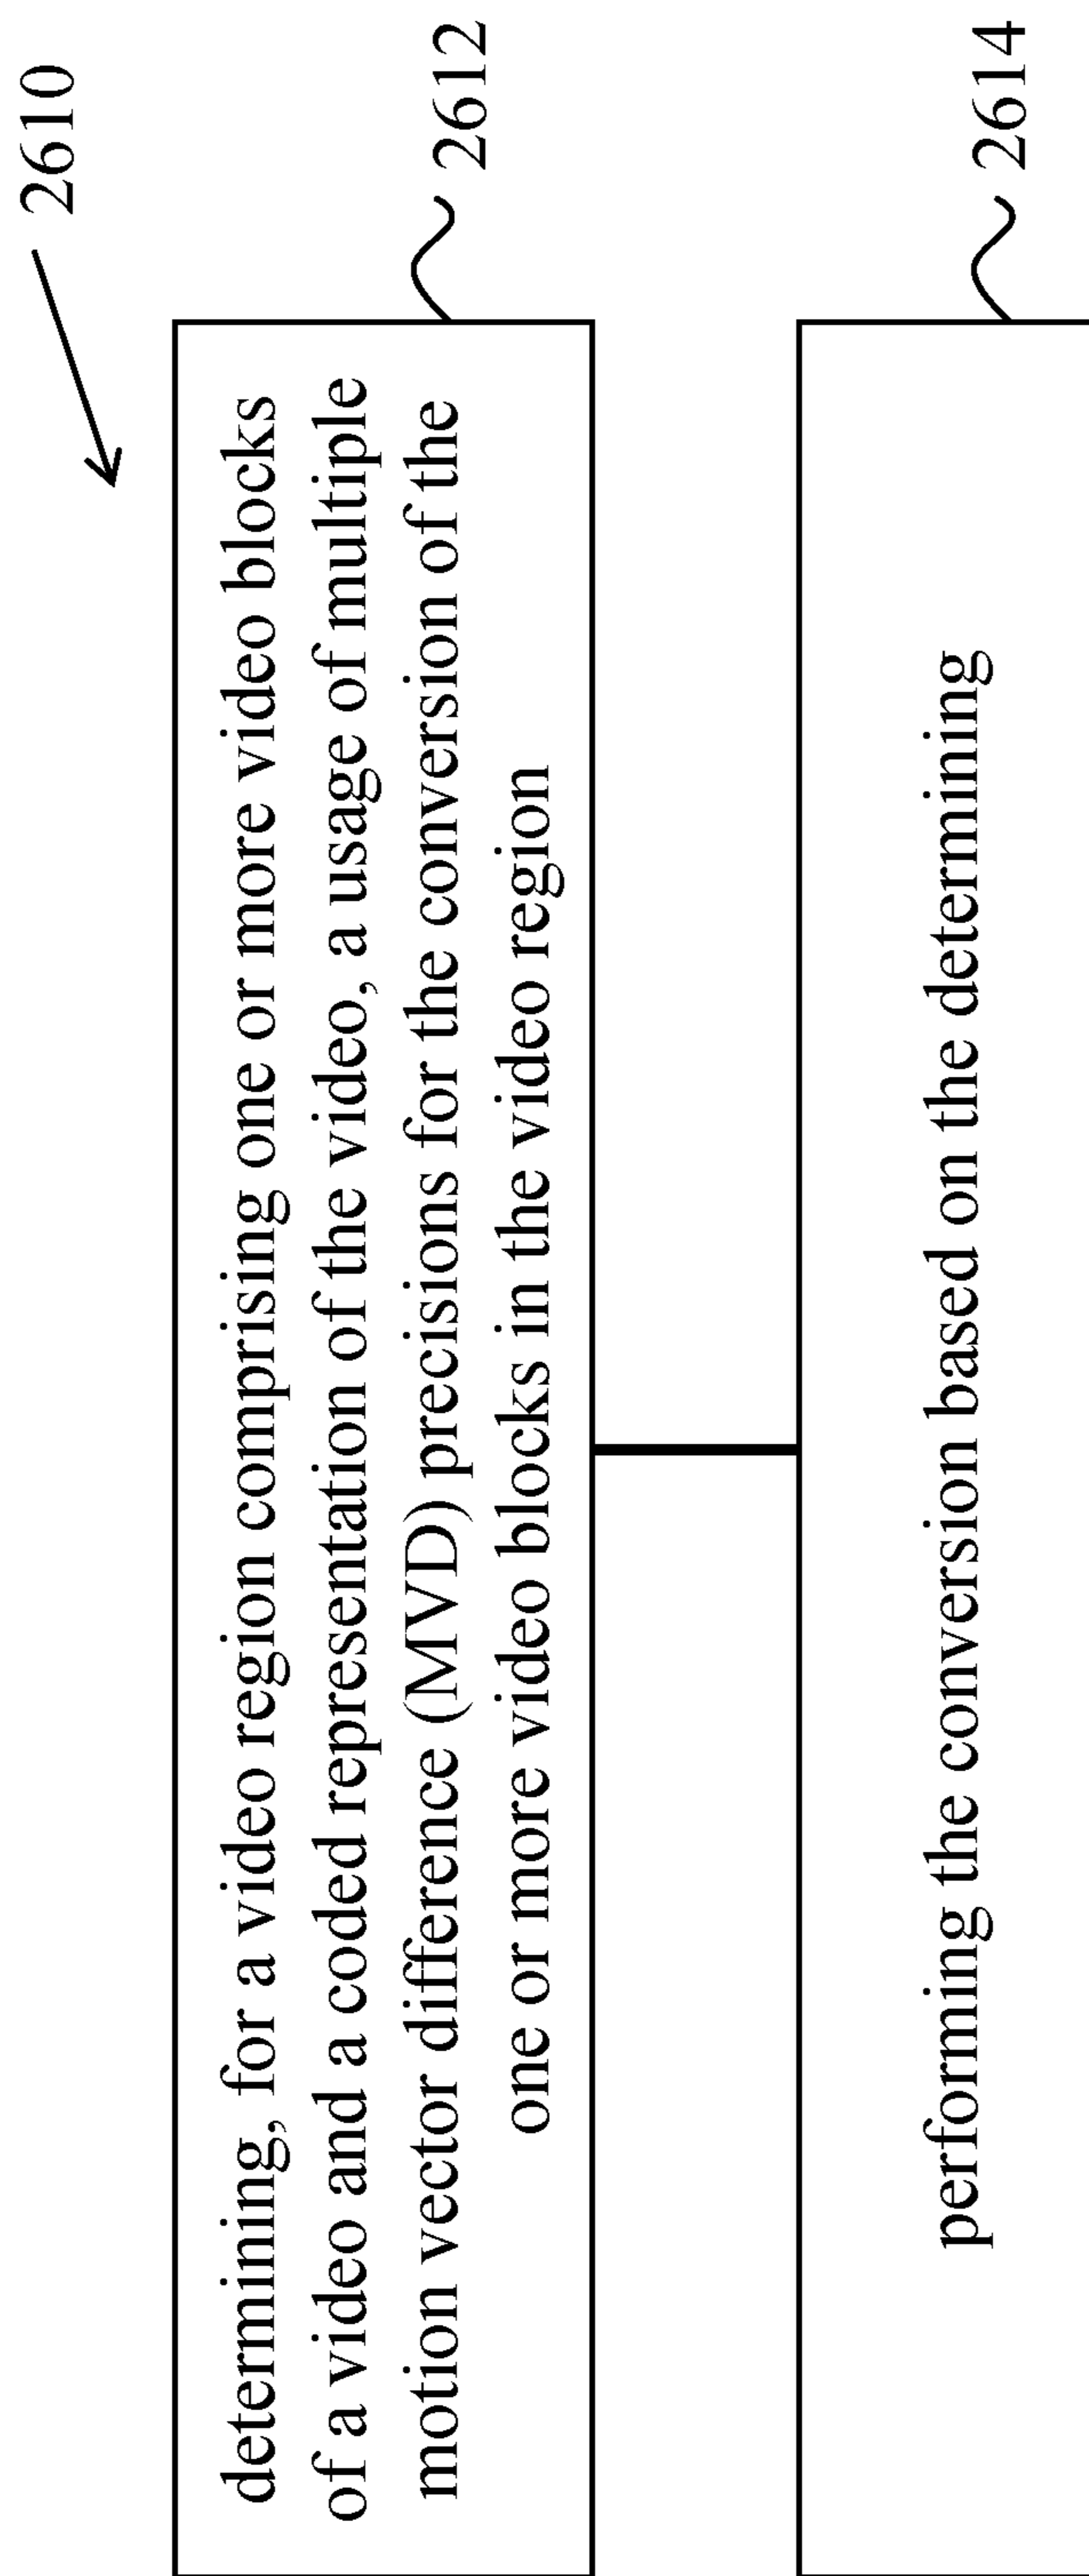 2610
determining, for a video region comprising one or more video blocks
of a video and a coded representation of the video, a usage of multiple
motion vector difference (MVD) precisions for the conversion of the
one or more video blocks in the video region
2612
performing the conversion based on the determining
2614